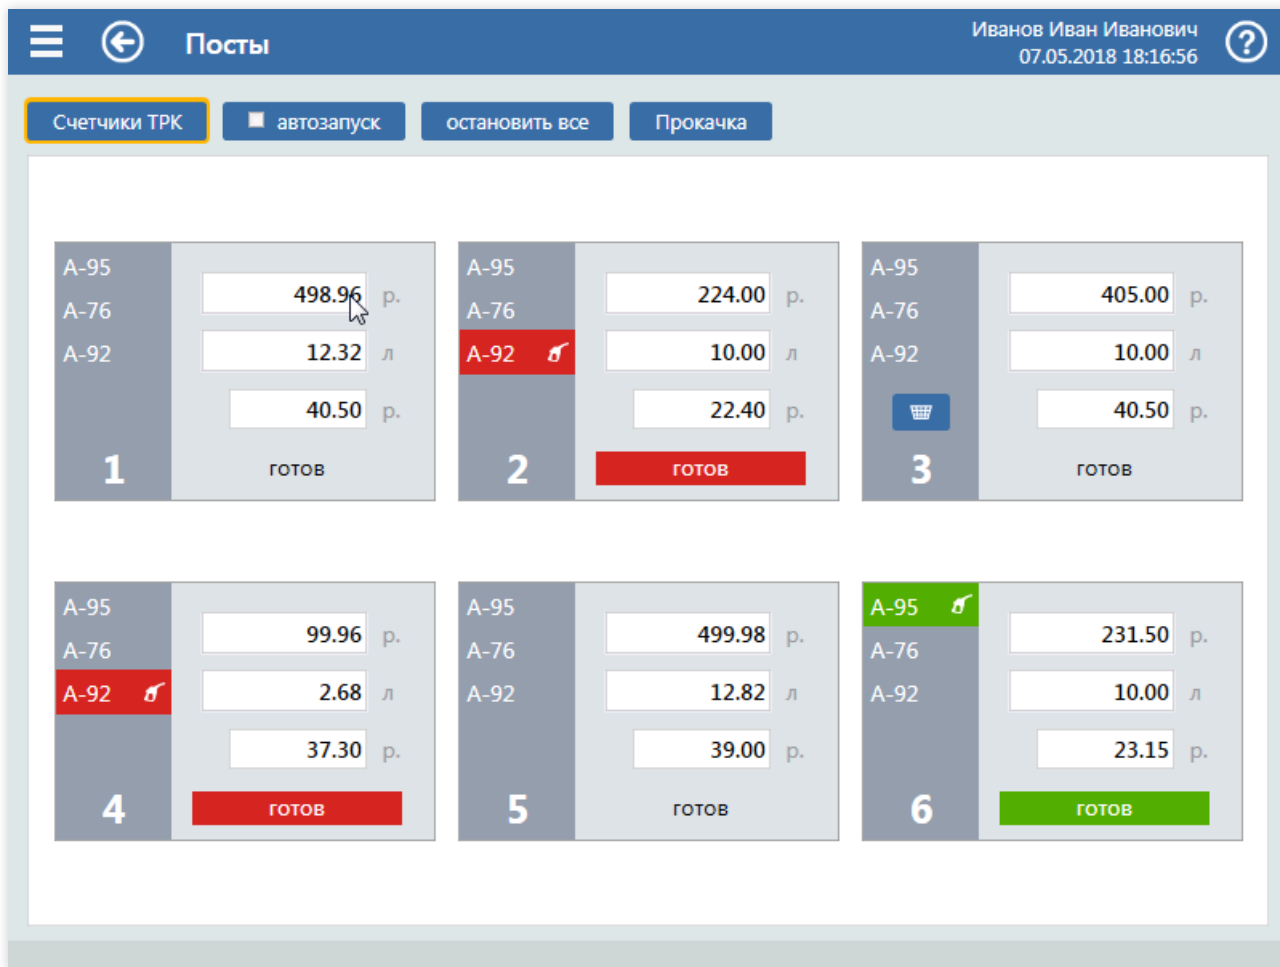 Посты
Иванов Иван Иванович
07.05.2018 18:16:56
Счетчики ТРК
автозапуск
остановить все
Прокачка
А-95
А-76
А-92
498.96 р.
12.32 л
40.50 р.
1
готов
А-95
А-76
А-92
224.00 р.
10.00 л
22.40 р.
2
готов
А-95
А-76
А-92
405.00 р.
10.00 л
40.50 р.
3
готов
А-95
А-76
А-92
99.96 р.
2.68 л
37.30 р.
4
готов
А-95
А-76
А-92
499.98 р.
12.82 л
39.00 р.
5
готов
А-95
А-76
А-92
231.50 р.
10.00 л
23.15 р.
6
готов